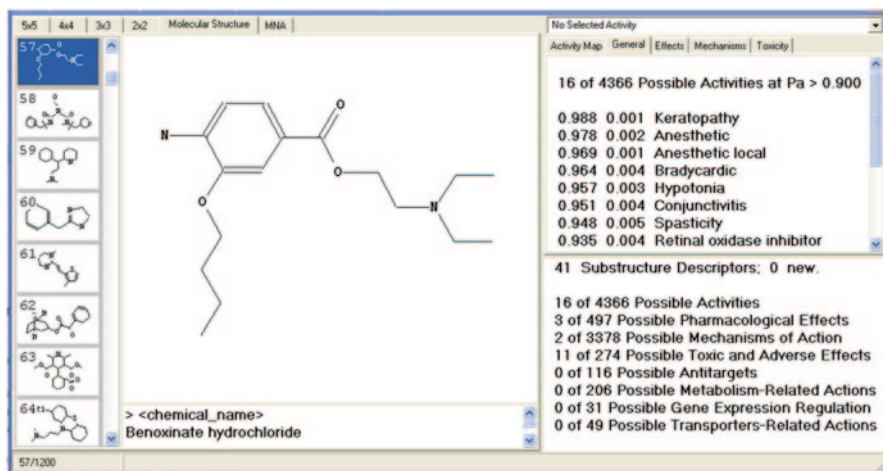 5x5 4x4 3x3 2x2 Molecular Structure MNA
57
58
59
60
61
62
63
64
N
O
O
O
N
> <chemical_name>
Benoxinate hydrochloride
57/1200
No Selected Activity
Activity Map General Effects Mechanisms Toxicity
16 of 4366 Possible Activities at Pa > 0.900
0.988 0.001 Keratopathy
0.978 0.002 Anesthetic
0.969 0.001 Anesthetic local
0.964 0.004 Bradycardic
0.957 0.003 Hypotonia
0.951 0.004 Conjunctivitis
0.948 0.005 Spasticity
0.935 0.004 Retinal oxidase inhibitor
41 Substructure Descriptors; 0 new.
16 of 4366 Possible Activities
3 of 497 Possible Pharmacological Effects
2 of 3378 Possible Mechanisms of Action
11 of 274 Possible Toxic and Adverse Effects
0 of 116 Possible Antitargets
0 of 206 Possible Metabolism-Related Actions
0 of 31 Possible Gene Expression Regulation
0 of 49 Possible Transporters-Related Actions